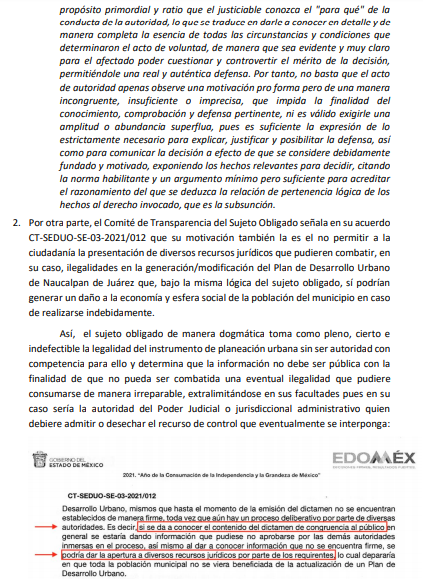 propósito primordial y ratio que el justiciable conozca el "para qué" de la
conducta de la autoridad, lo que se traduce en darle a conocer en detalle y de
manera completa la esencia de todas las circunstancias y condiciones que
determinaron el acto de voluntad, de manera que sea evidente y muy claro
para el afectado poder cuestionar y controvertir el mérito de la decisión,
permitiéndole una real y auténtica defensa. Por tanto, no basta que el acto
de autoridad apenas observe una motivación pro forma pero de una manera
incongruente, insuficiente o imprecisa, que impida la finalidad del
conocimiento, comprobación y defensa pertinente, ni es válido exigirle una
amplitud o abundancia superflua, pues es suficiente la expresión de lo
estrictamente necesario para explicar, justificar y posibilitar la defensa, así
como para comunicar la decisión a efecto de que se considere debidamente
fundado y motivado, exponiendo los hechos relevantes para decidir, citando
la norma habilitante y un argumento mínimo pero suficiente para acreditar
el razonamiento del que se deduzca la relación de pertenencia lógica de los
hechos al derecho invocado, que es la subsunción.
2. Por otra parte, el Comité de Transparencia del Sujeto Obligado señala en su acuerdo
CT-SEDUO-SE-03-2021/012 que su motivación también la es el no permitir a la
ciudadanía la presentación de diversos recursos jurídicos que pudieren combatir, en
su caso, ilegalidades en la generación/modificación del Plan de Desarrollo Urbano
de Naucalpan de Juárez que, bajo la misma lógica del sujeto obligado, sí podrían
generar un daño a la economía y esfera social de la población del municipio en caso
de realizarse indebidamente.
Así, el sujeto obligado de manera dogmática toma como pleno, cierto e
indefectible la legalidad del instrumento de planeación urbana sin ser autoridad con
competencia para ello y determina que la información no debe ser pública con la
finalidad de que no pueda ser combatida una eventual ilegalidad que pudiere
consumarse de manera irreparable, extralimitándose en sus facultades pues en su
caso sería la autoridad del Poder Judicial o jurisdiccional administrativo quien
debiere admitir o desechar el recurso de control que eventualmente se interponga:
GOBIERNO DEL
ESTADO DE MÉXICO
EDOMÉX
2021. "Año de la Consumación de la Independencia y la Grandeza de México"
CT-SEDUO-SE-03-2021/012
Desarrollo Urbano, mismos que hasta el momento de la emisión del dictamen no se encuentran
establecidos de manera firme, toda vez que aún hay un proceso deliberativo por parte de diversas
autoridades. Es decir, si se da a conocer el contenido del dictamen de congruencia al público en
general se estaría dando información que pudiese no aprobarse por las demás autoridades
inmersas en el proceso, así mismo al dar a conocer información que no se encuentra firme, se
podría dar la apertura a diversos recursos jurídicos por parte de los requirentes, lo cual depararía
en que toda la población municipal no se viera beneficiada de la actualización de un Plan de
Desarrollo Urbano.